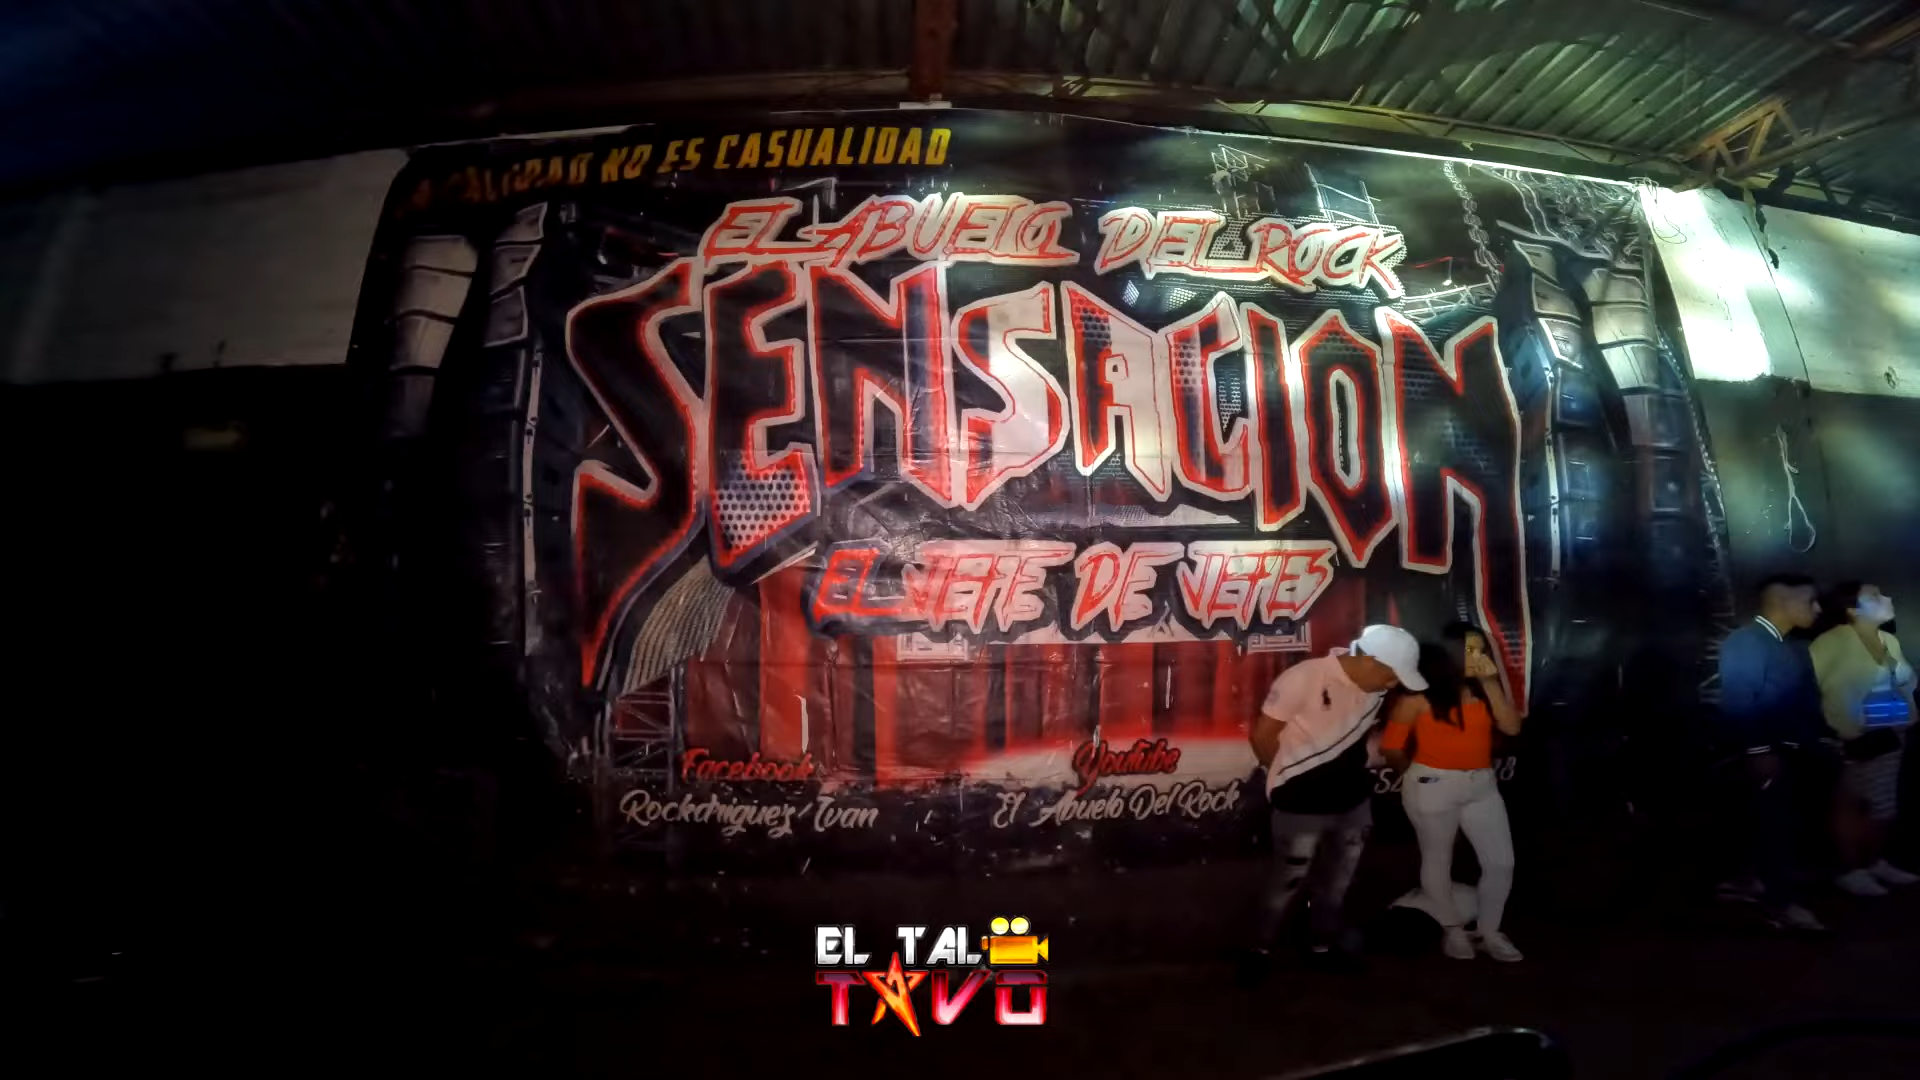 LA CALIDAD NO ES CASUALIDAD
EL ABUELO DEL ROCK
SENSACION
EL JEFE DE JEFES
Facebook
Rockdriguez Ivan
Youtube
El Abuelo Del Rock
EL TAL
TAVO